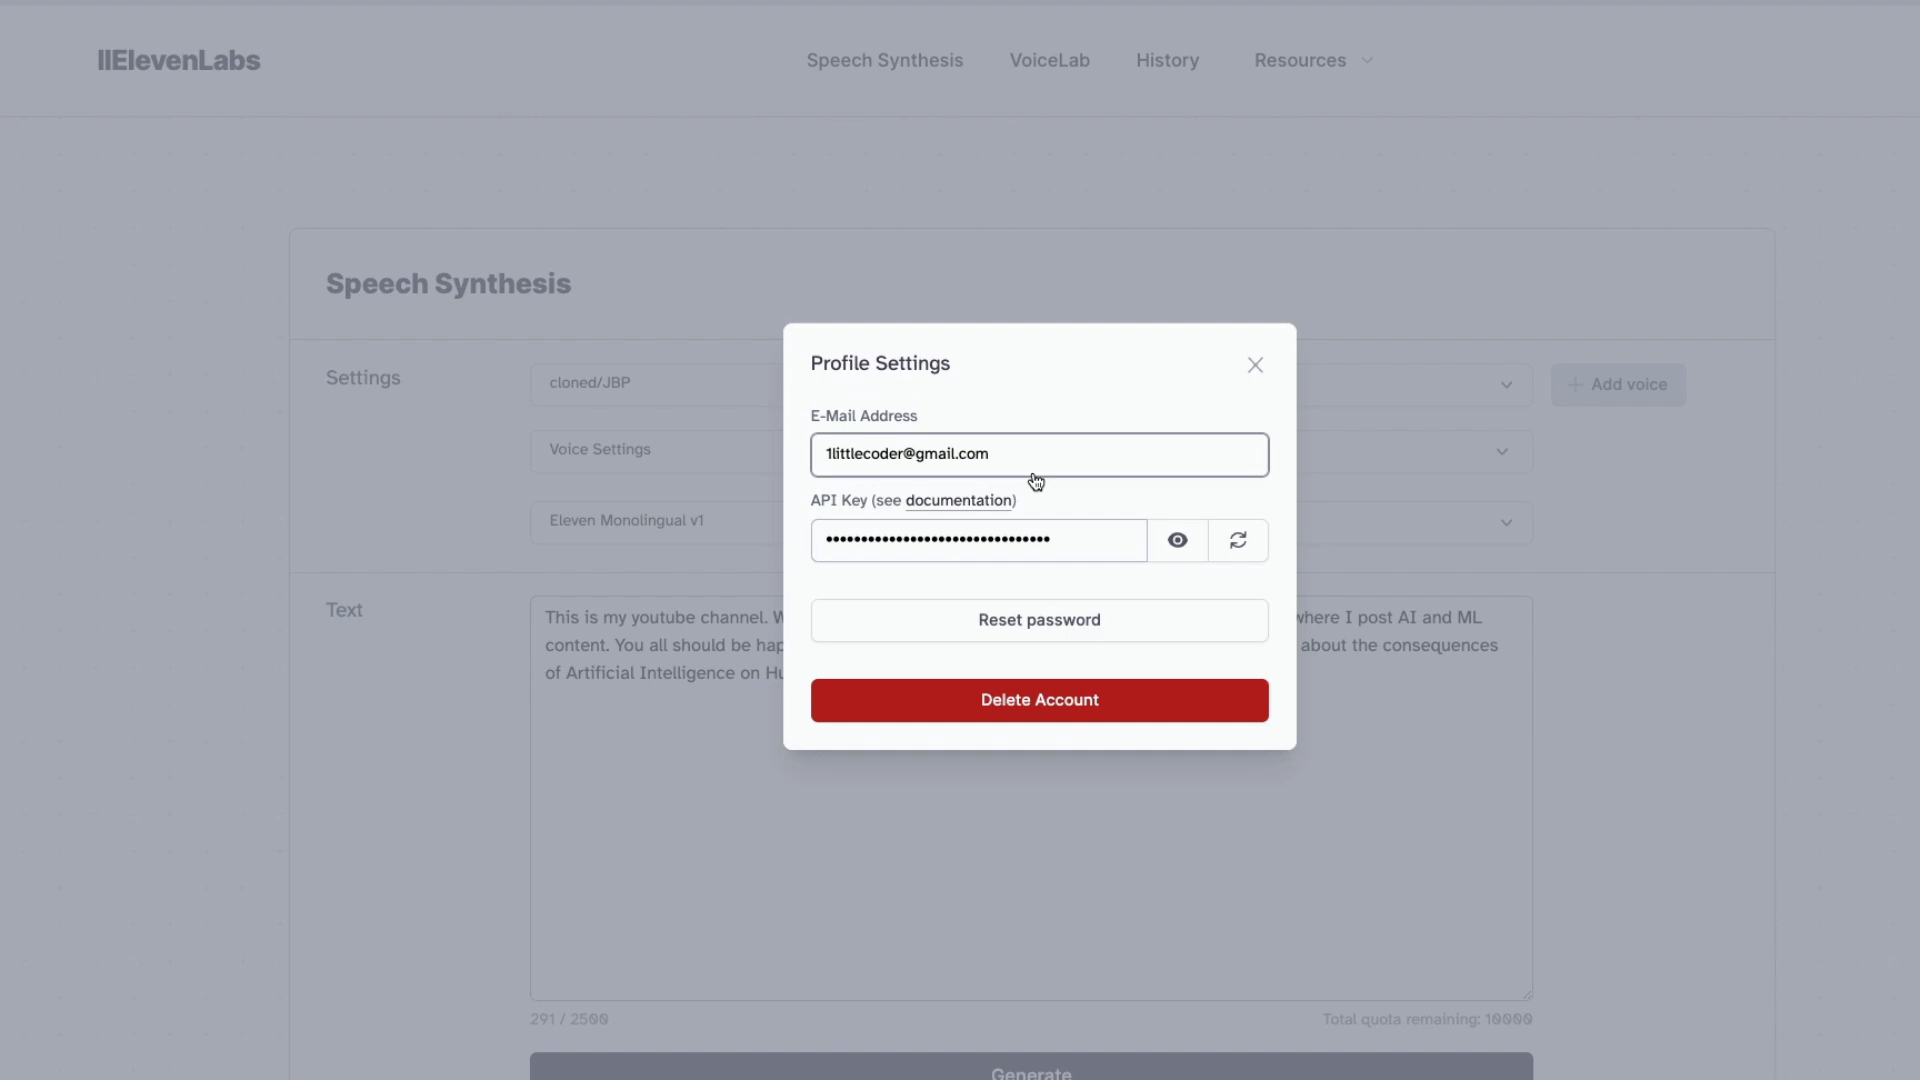 IIElevenLabs
Speech Synthesis VoiceLab History Resources
Speech Synthesis
Settings
cloned/JBP
+ Add voice
Voice Settings
Eleven Monolingual v1
Profile Settings
E-Mail Address
1littlecoder@gmail.com
API Key (see documentation)
••••••••••••••••••••••••••••••••
Reset password
Delete Account
Text
This is my youtube channel. where I post AI and ML
content. You all should be about the consequences
of Artificial Intelligence on
291 / 2500
Total quota remaining: 10000
Generate